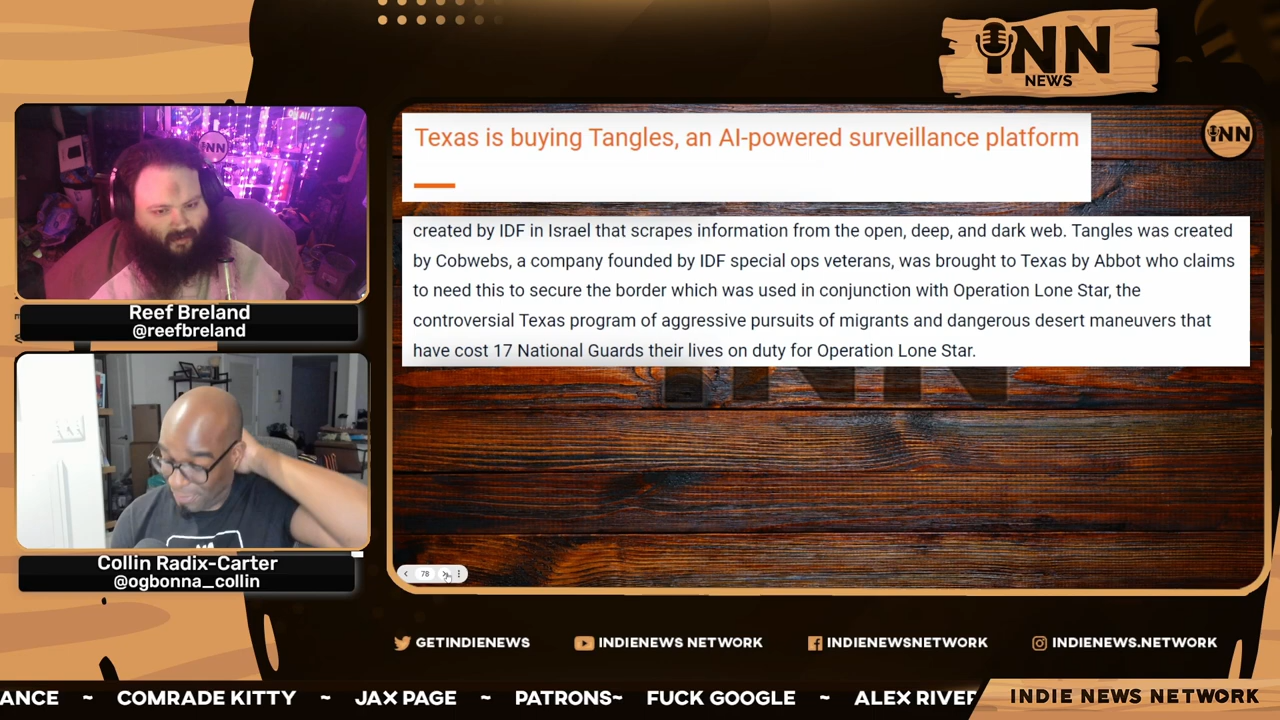 INN
NEWS
INN
Texas is buying Tangles, an AI-powered surveillance platform
created by IDF in Israel that scrapes information from the open, deep, and dark web. Tangles was created
by Cobwebs, a company founded by IDF special ops veterans, was brought to Texas by Abbot who claims
to need this to secure the border which was used in conjunction with Operation Lone Star, the
controversial Texas program of aggressive pursuits of migrants and dangerous desert maneuvers that
have cost 17 National Guards their lives on duty for Operation Lone Star.
INN
INN
Reef Breland
@reefbreland
Collin Radix-Carter
@ogbonna_collin
78
GETINDIENEWS
INDIENEWS NETWORK
INDIENEWSNETWORK
INDIENEWS.NETWORK
ANCE ~ COMRADE KITTY ~ JAX PAGE ~ PATRONS~ FUCK GOOGLE ~ ALEX RIVER
INDIE NEWS NETWORK